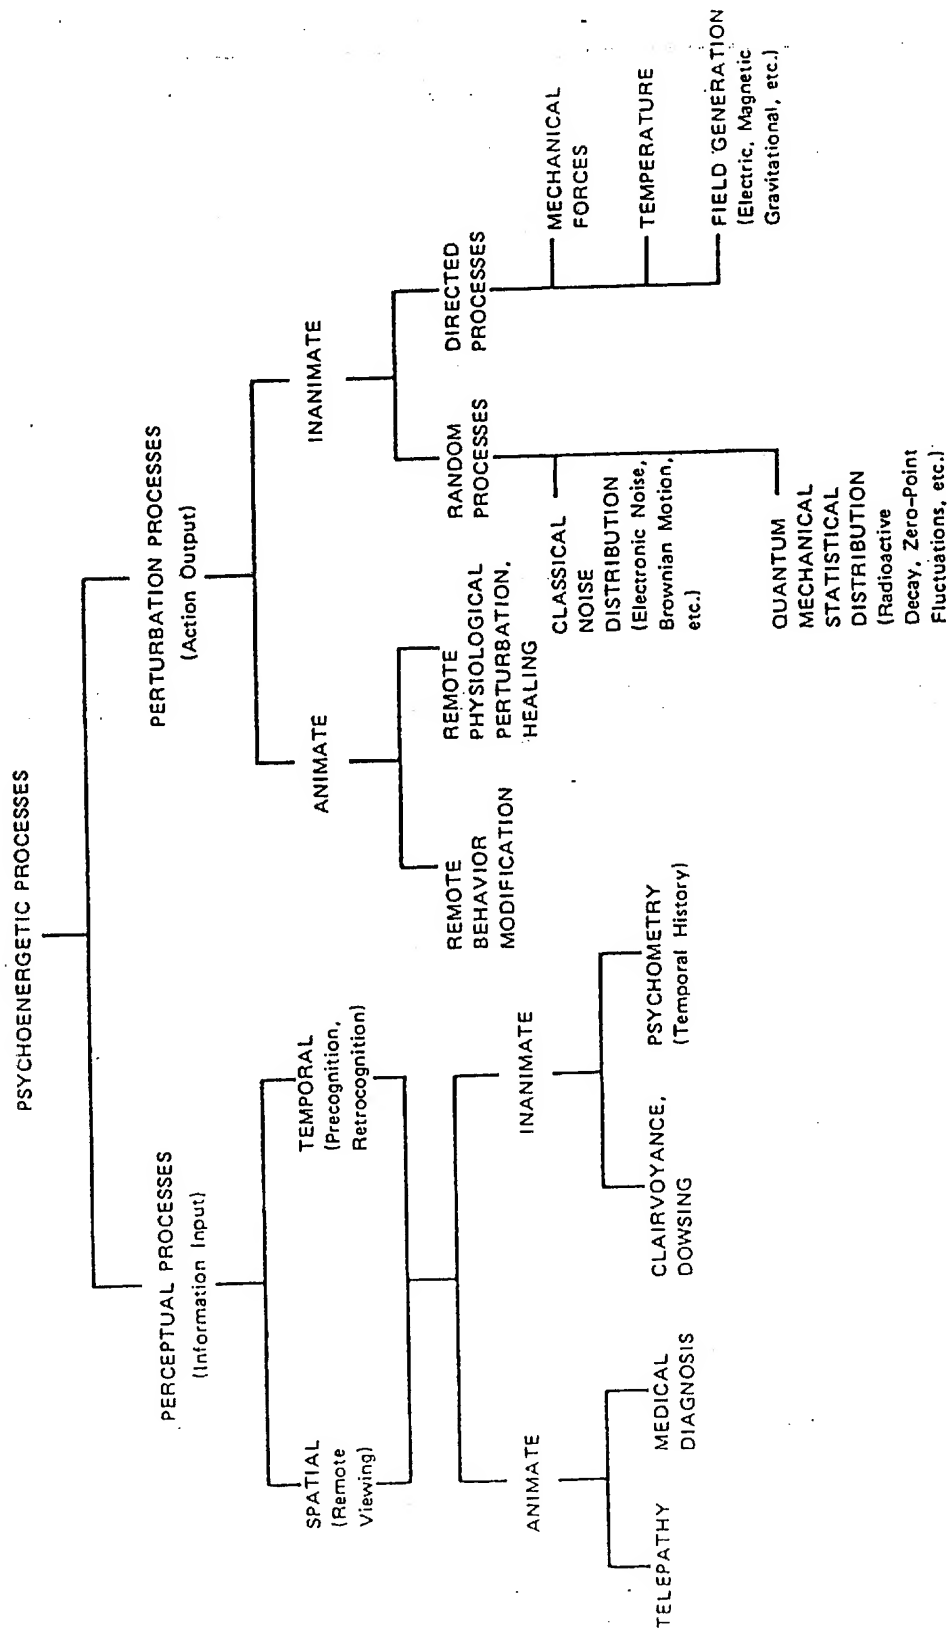 PSYCHOENERGETIC PROCESSES
PERCEPTUAL PROCESSES
(Information Input)
SPATIAL
(Remote
Viewing)
TEMPORAL
(Precognition,
Retrocognition)
ANIMATE
TELEPATHY
MEDICAL
DIAGNOSIS
INANIMATE
CLAIRVOYANCE,
DOWSING
PSYCHOMETRY
(Temporal History)
PERTURBATION PROCESSES
(Action Output)
ANIMATE
REMOTE
BEHAVIOR
MODIFICATION
REMOTE
PHYSIOLOGICAL
PERTURBATION,
HEALING
INANIMATE
RANDOM
PROCESSES
CLASSICAL
NOISE
DISTRIBUTION
(Electronic Noise,
Brownian Motion,
etc.)
QUANTUM
MECHANICAL
STATISTICAL
DISTRIBUTION
(Radioactive
Decay, Zero-Point
Fluctuations, etc.)
DIRECTED
PROCESSES
MECHANICAL
FORCES
TEMPERATURE
FIELD GENERATION
(Electric, Magnetic
Gravitational, etc.)